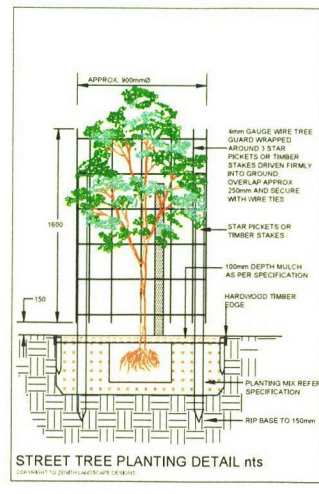 APPROX. 900mmØ
4mm GAUGE WIRE TREE
GUARD WRAPPED
AROUND 3 STAR
PICKETS OR TIMBER
STAKES DRIVEN FIRMLY
INTO GROUND
OVERLAP APPROX
250mm AND SECURE
WITH WIRE TIES
1600
STAR PICKETS OR
TIMBER STAKES
100mm DEPTH MULCH
AS PER SPECIFICATION
150
HARDWOOD TIMBER
EDGE
PLANTING MIX REFER
SPECIFICATION
RIP BASE TO 150mm
STREET TREE PLANTING DETAIL nts
COPYRIGHT TO ZENITH LANDSCAPE DESIGNS